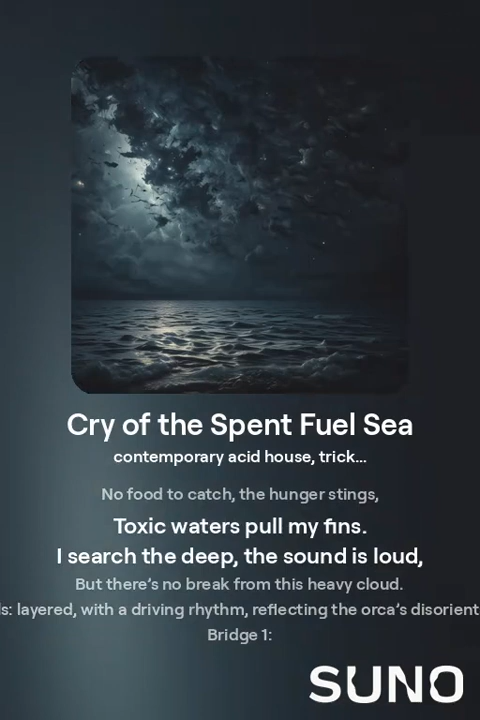 Cry of the Spent Fuel Sea
contemporary acid house, trick...
No food to catch, the hunger stings,
Toxic waters pull my fins.
I search the deep, the sound is loud,
But there’s no break from this heavy cloud.
s: layered, with a driving rhythm, reflecting the orca’s disorient
Bridge 1:
SUNO